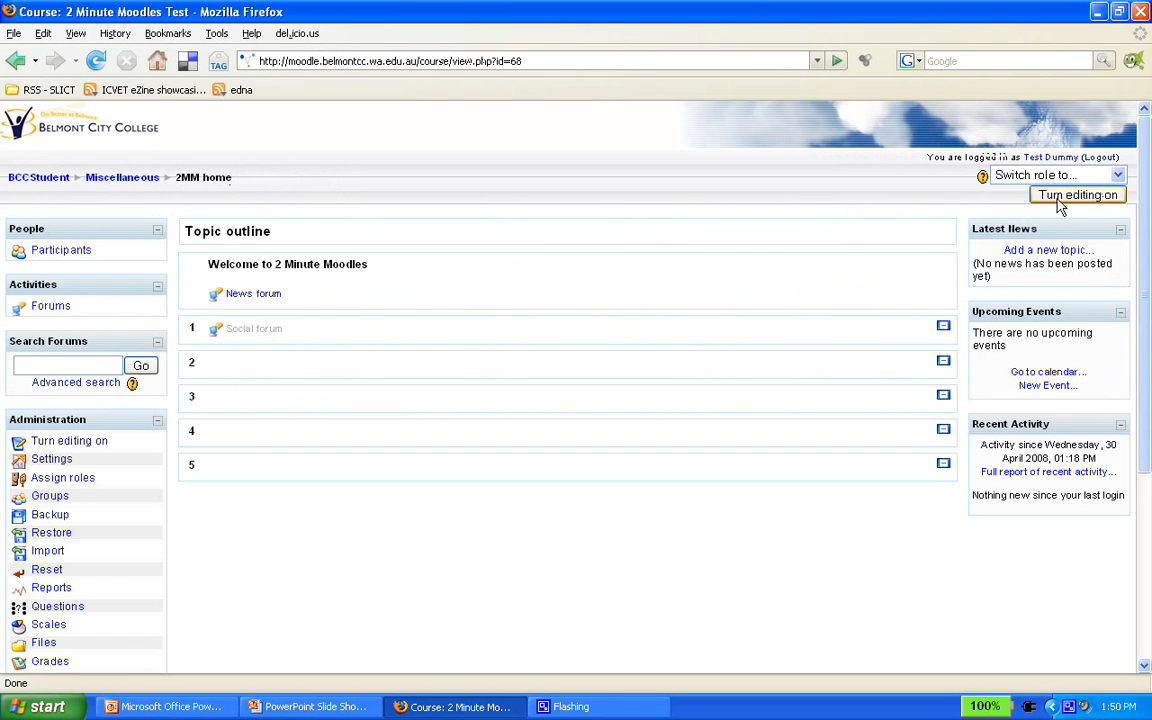 Course: 2 Minute Moodles Test - Mozilla Firefox
File Edit View History Bookmarks Tools Help del.icio.us
TAG http://moodle.belmontcc.wa.edu.au/course/view.php?id=68 G Google
RSS - SLICT ICVET eZine showcasi... edna
BELMONT CITY COLLEGE
You are logged in as Test Dummy (Logout)
BCCStudent ► Miscellaneous ► 2MM home
Switch role to...
Turn editing on
People
Participants
Activities
Forums
Search Forums
Go
Advanced search
Administration
Turn editing on
Settings
Assign roles
Groups
Backup
Restore
Import
Reset
Reports
Questions
Scales
Files
Grades
Topic outline
Welcome to 2 Minute Moodles
News forum
1 Social forum
2
3
4
5
Latest News
Add a new topic...
(No news has been posted
yet)
Upcoming Events
There are no upcoming
events
Go to calendar...
New Event...
Recent Activity
Activity since Wednesday, 30
April 2008, 01:18 PM
Full report of recent activity...
Nothing new since your last login
Done
start Microsoft Office Pow... PowerPoint Slide Sho... Course: 2 Minute Mo... Flashing 100% 1:50 PM